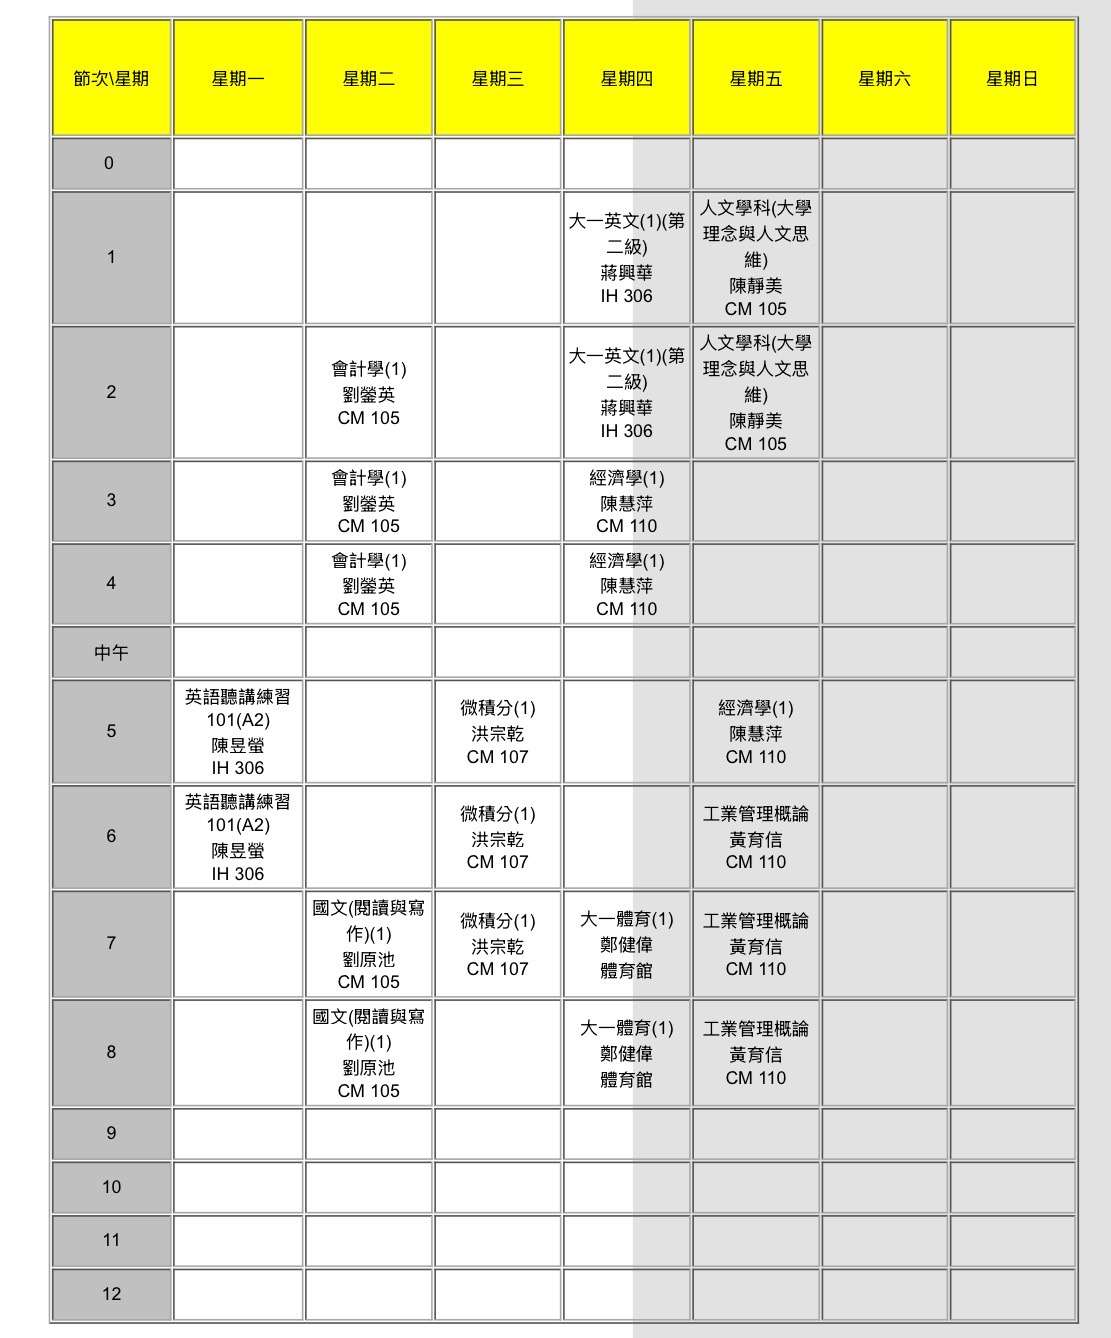 節次\星期 星期一 星期二 星期三 星期四 星期五 星期六 星期日
0
1
大一英文(1)(第
二級)
蔣興華
IH 306
人文學科(大學
理念與人文思
維)
陳靜美
CM 105
2
會計學(1)
劉鎣英
CM 105
大一英文(1)(第
二級)
蔣興華
IH 306
人文學科(大學
理念與人文思
維)
陳靜美
CM 105
3
會計學(1)
劉鎣英
CM 105
經濟學(1)
陳慧萍
CM 110
4
會計學(1)
劉鎣英
CM 105
經濟學(1)
陳慧萍
CM 110
中午
5
英語聽講練習
101(A2)
陳昱螢
IH 306
微積分(1)
洪宗乾
CM 107
經濟學(1)
陳慧萍
CM 110
6
英語聽講練習
101(A2)
陳昱螢
IH 306
微積分(1)
洪宗乾
CM 107
工業管理概論
黃育信
CM 110
7
國文(閱讀與寫
作)(1)
劉原池
CM 105
微積分(1)
洪宗乾
CM 107
大一體育(1)
鄭健偉
體育館
工業管理概論
黃育信
CM 110
8
國文(閱讀與寫
作)(1)
劉原池
CM 105
大一體育(1)
鄭健偉
體育館
工業管理概論
黃育信
CM 110
9
10
11
12